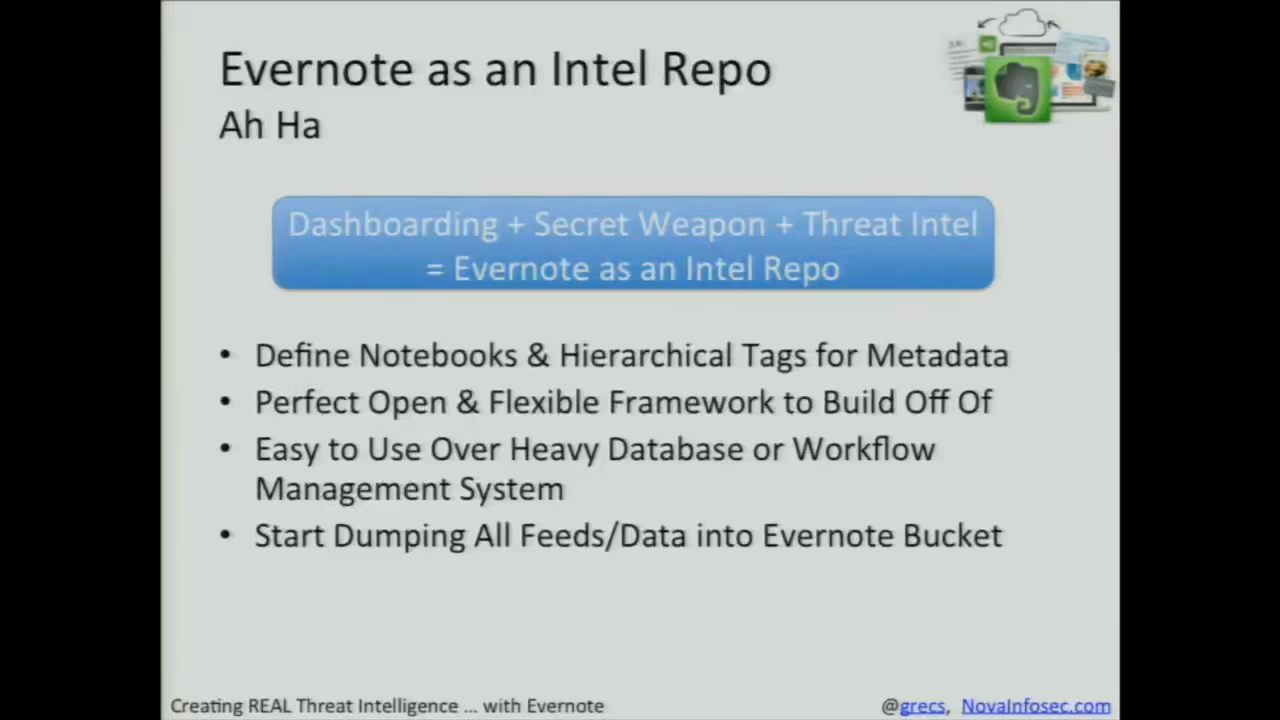 Evernote as an Intel Repo
Ah Ha
Dashboarding + Secret Weapon + Threat Intel
= Evernote as an Intel Repo
• Define Notebooks & Hierarchical Tags for Metadata
• Perfect Open & Flexible Framework to Build Off Of
• Easy to Use Over Heavy Database or Workflow
Management System
• Start Dumping All Feeds/Data into Evernote Bucket
Creating REAL Threat Intelligence ... with Evernote
@grecs, NovaInfosec.com